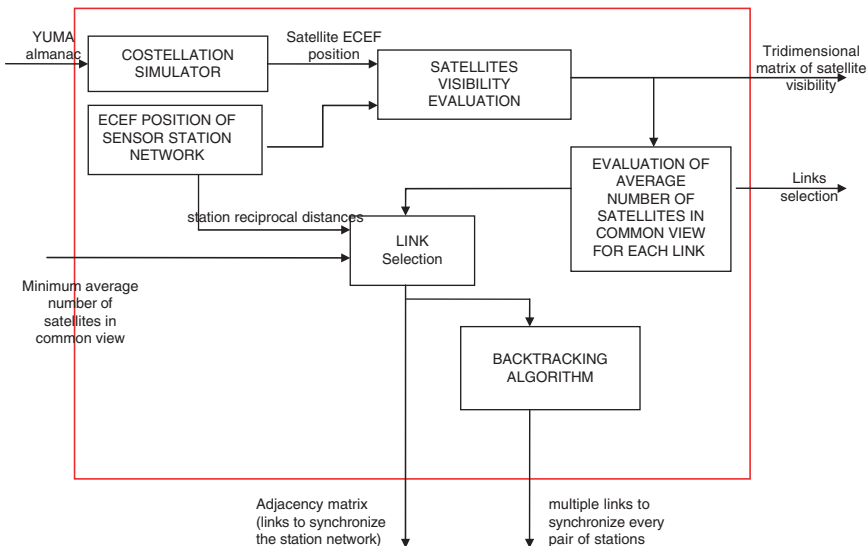 YUMA
almanac
COSTELLATION
SIMULATOR
Satellite ECEF
position
SATELLITES
VISIBILITY
EVALUATION
Tridimensional
matrix of satellite
visibility
ECEF POSITION OF
SENSOR STATION
NETWORK
EVALUATION OF
AVERAGE
NUMBER OF
SATELLITES IN
COMMON VIEW
FOR EACH LINK
Links
selection
station reciprocal distances
LINK
Selection
Minimum average
number of
satellites in
common view
BACKTRACKING
ALGORITHM
Adjacency matrix
(links to synchronize
the station network)
multiple links to
synchronize every
pair of stations